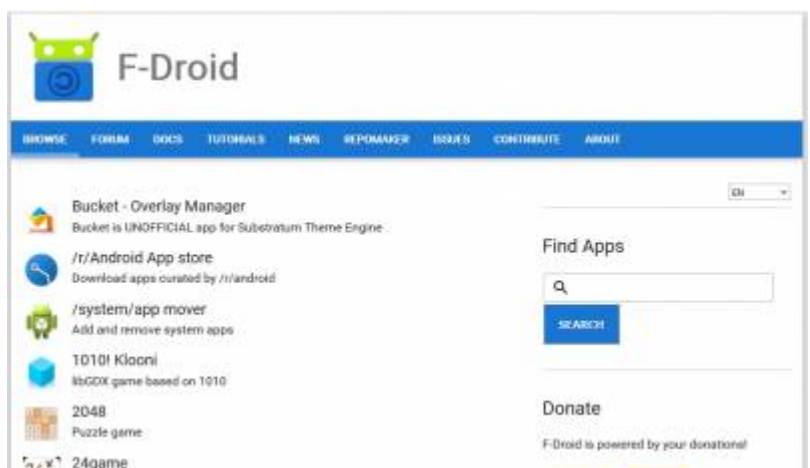 F-Droid
BROWSE FORUM DOCS TUTORIALS NEWS REPOMAKER ISSUES CONTRIBUTE ABOUT
EN
Bucket - Overlay Manager
Bucket is UNOFFICIAL app for Substratum Theme Engine
/r/Android App store
Download apps curated by /r/android
/system/app mover
Add and remove system apps
1010! Klooni
libGDX game based on 1010
2048
Puzzle game
24game
Find Apps
SEARCH
Donate
F-Droid is powered by your donations!